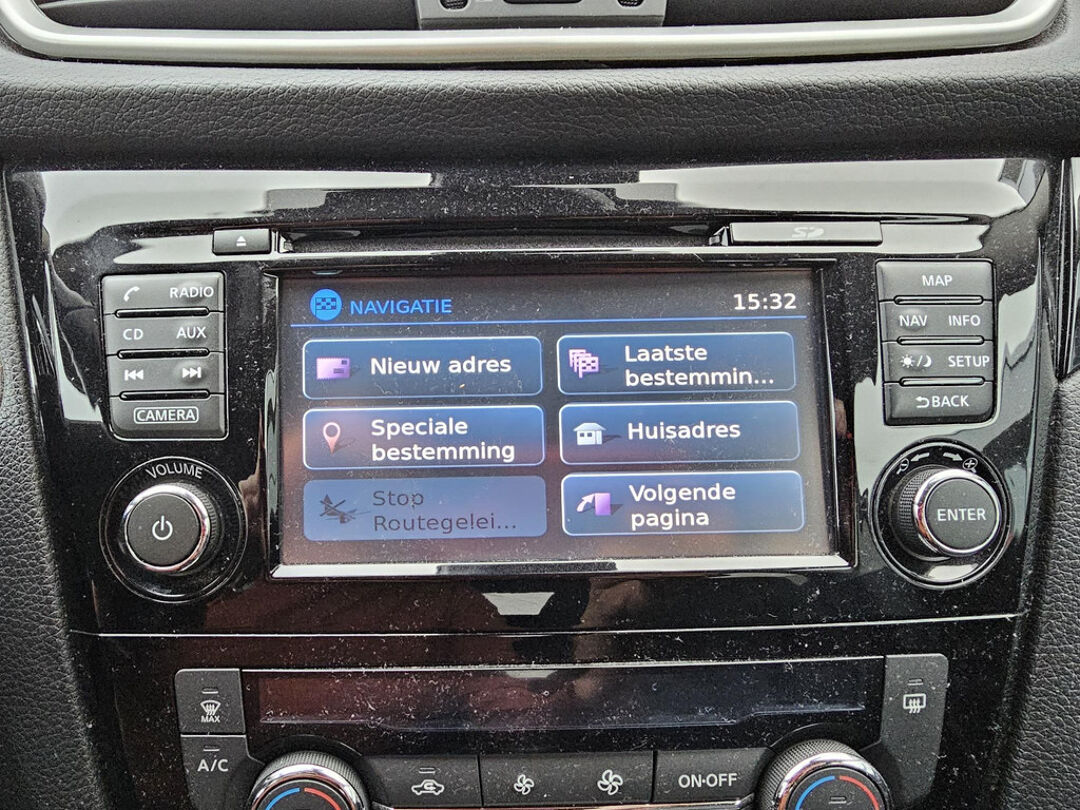 SD
RADIO
CD AUX
CAMERA
VOLUME
NAVIGATIE
15:32
Nieuw adres
Laatste
bestemmin...
Speciale
bestemming
Huisadres
Stop
Routegelei...
Volgende
pagina
MAP
NAV INFO
SETUP
BACK
ENTER
MAX
A/C
ON·OFF